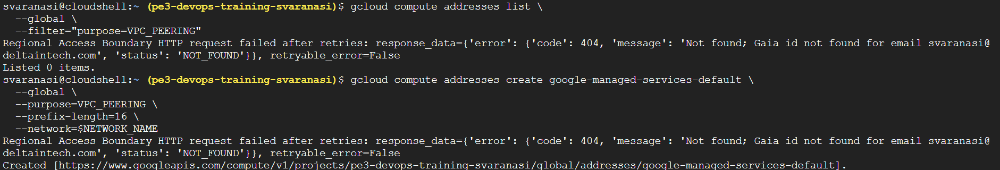 svaranasi@cloudshell:~ (pe3-devops-training-svaranasi)$ gcloud compute addresses list \
  --global \
  --filter="purpose=VPC_PEERING"
Regional Access Boundary HTTP request failed after retries: response_data={'error': {'code': 404, 'message': 'Not found; Gaia id not found for email svaranasi@
deltaintech.com', 'status': 'NOT_FOUND'}}, retryable_error=False
Listed 0 items.
svaranasi@cloudshell:~ (pe3-devops-training-svaranasi)$ gcloud compute addresses create google-managed-services-default \
  --global \
  --purpose=VPC_PEERING \
  --prefix-length=16 \
  --network=$NETWORK_NAME
Regional Access Boundary HTTP request failed after retries: response_data={'error': {'code': 404, 'message': 'Not found; Gaia id not found for email svaranasi@
deltaintech.com', 'status': 'NOT_FOUND'}}, retryable_error=False
Created [https://www.googleapis.com/compute/v1/projects/pe3-devops-training-svaranasi/global/addresses/google-managed-services-default].